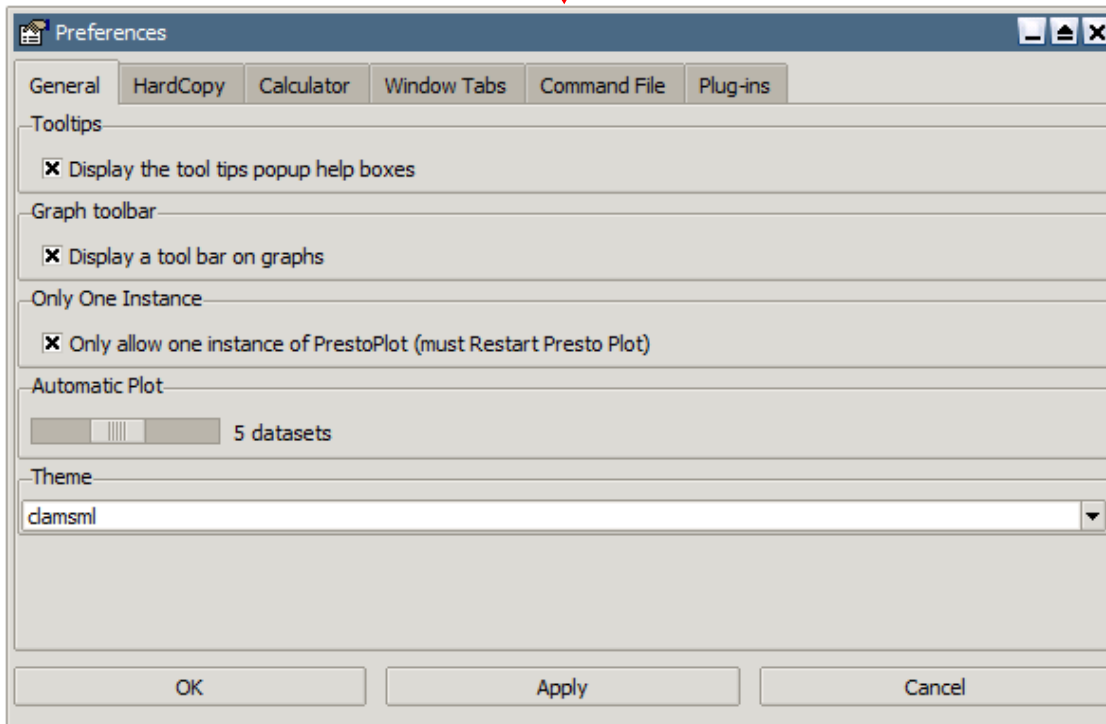 Preferences
General HardCopy Calculator Window Tabs Command File Plug-ins
Tooltips
Display the tool tips popup help boxes
Graph toolbar
Display a tool bar on graphs
Only One Instance
Only allow one instance of PrestoPlot (must Restart Presto Plot)
Automatic Plot
5 datasets
Theme
clamsml
OK Apply Cancel